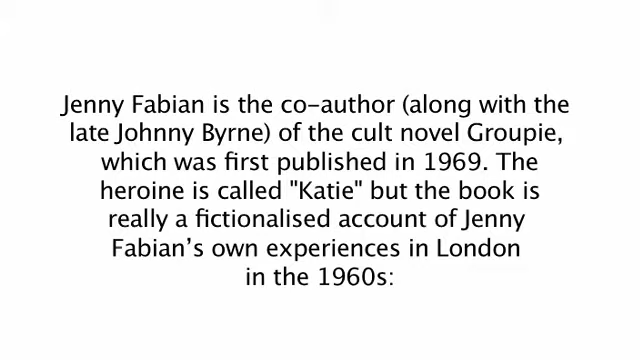 Jenny Fabian is the co-author (along with the
late Johnny Byrne) of the cult novel Groupie,
which was first published in 1969. The
heroine is called "Katie" but the book is
really a fictionalised account of Jenny
Fabian’s own experiences in London
in the 1960s: